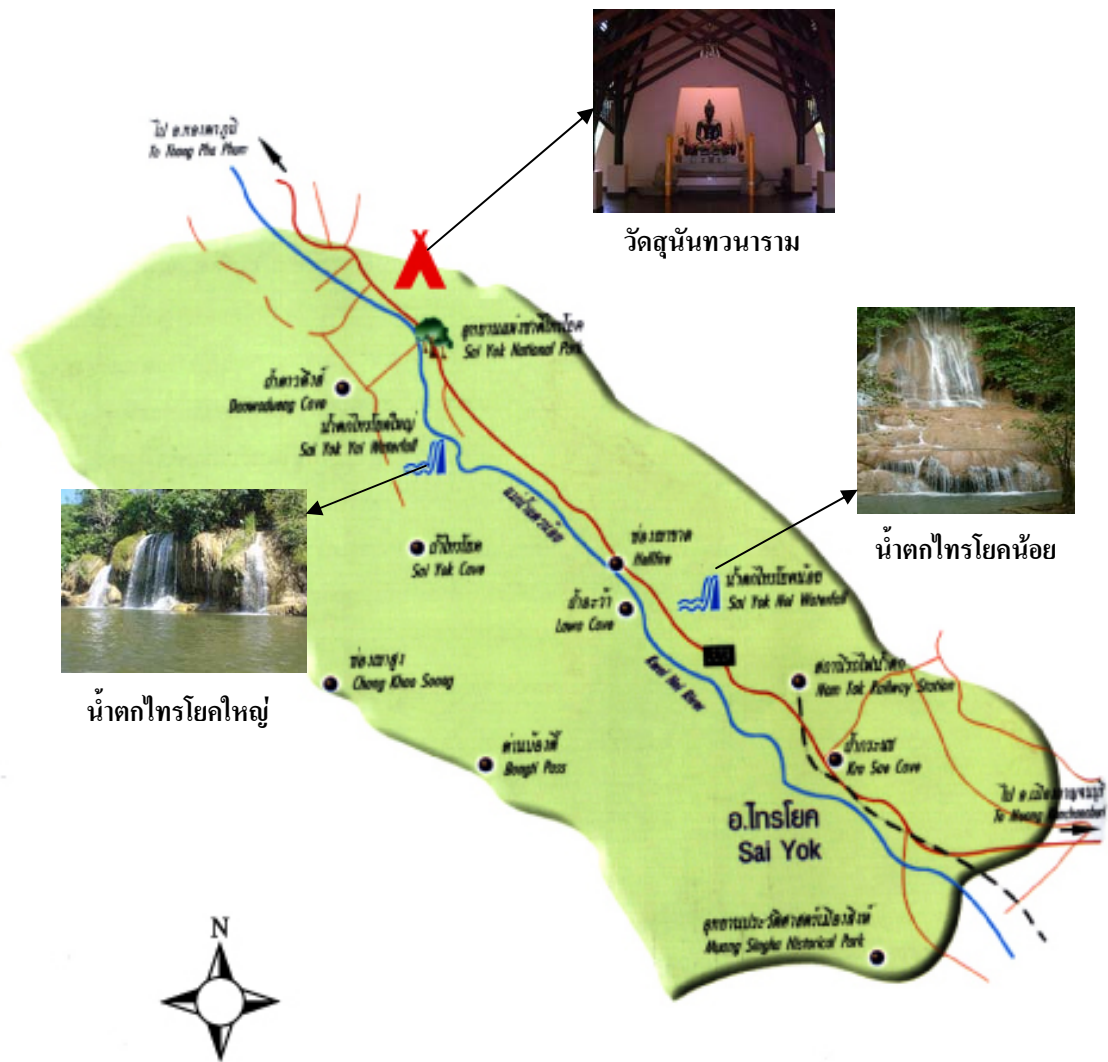 วัดสุนันทวนาราม
ไป อ.ทองผาภูมิ
To Thong Pha Phum
อุทยานแห่งชาติไทรโยค
Sai Yok National Park
ถ้ำดาวดึงส์
Daowadueng Cave
น้ำตกไทรโยคใหญ่
Sai Yok Yai Waterfall
น้ำตกไทรโยคน้อย
แม่น้ำแควน้อย
ถ้ำไทรโยค
Sai Yok Cave
ช่องเขาขาด
Hellfire
น้ำตกไทรโยคน้อย
Sai Yok Noi Waterfall
ถ้ำละว้า
Lawa Cave
ช่องเขาสูง
Chong Khao Soong
Kwai Noi River
สถานีรถไฟน้ำตก
Nam Tok Railway Station
น้ำตกไทรโยคใหญ่
ด่านบ้องตี้
Bongti Pass
ถ้ำกระแซ
Kra Sae Cave
ไป อ.เมืองกาญจนบุรี
To Muang Kanchanaburi
อ.ไทรโยค
Sai Yok
อุทยานประวัติศาสตร์เมืองสิงห์
Muang Singha Historical Park
N